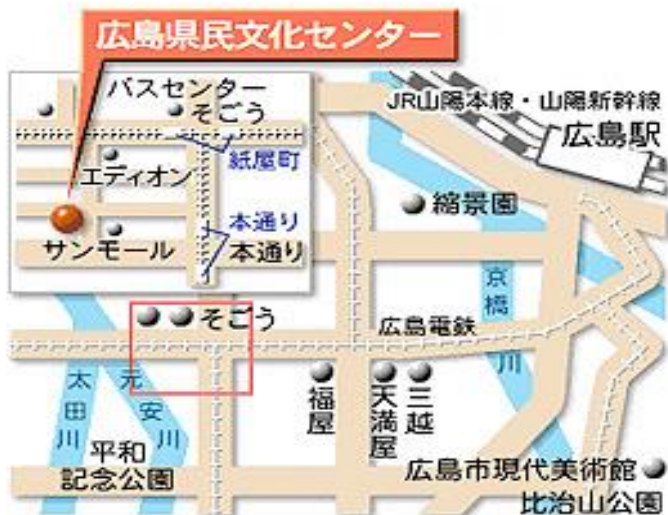 広島県民文化センター
バスセンター
そごう
紙屋町
エディオン
本通り
サンモール
本通り
JR山陽本線・山陽新幹線
広島駅
縮景園
京橋川
そごう
広島電鉄
太田川
元安川
福屋
天満屋
三越
平和
記念公園
広島市現代美術館
比治山公園